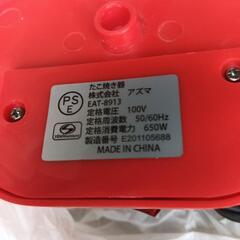 たこ焼き器
株式会社 アズマ
PS
E
EAT-8913
定格電圧 100V
定格周波数 50/60Hz
定格消費電力 650W
製造番号 E201105688
MADE IN CHINA